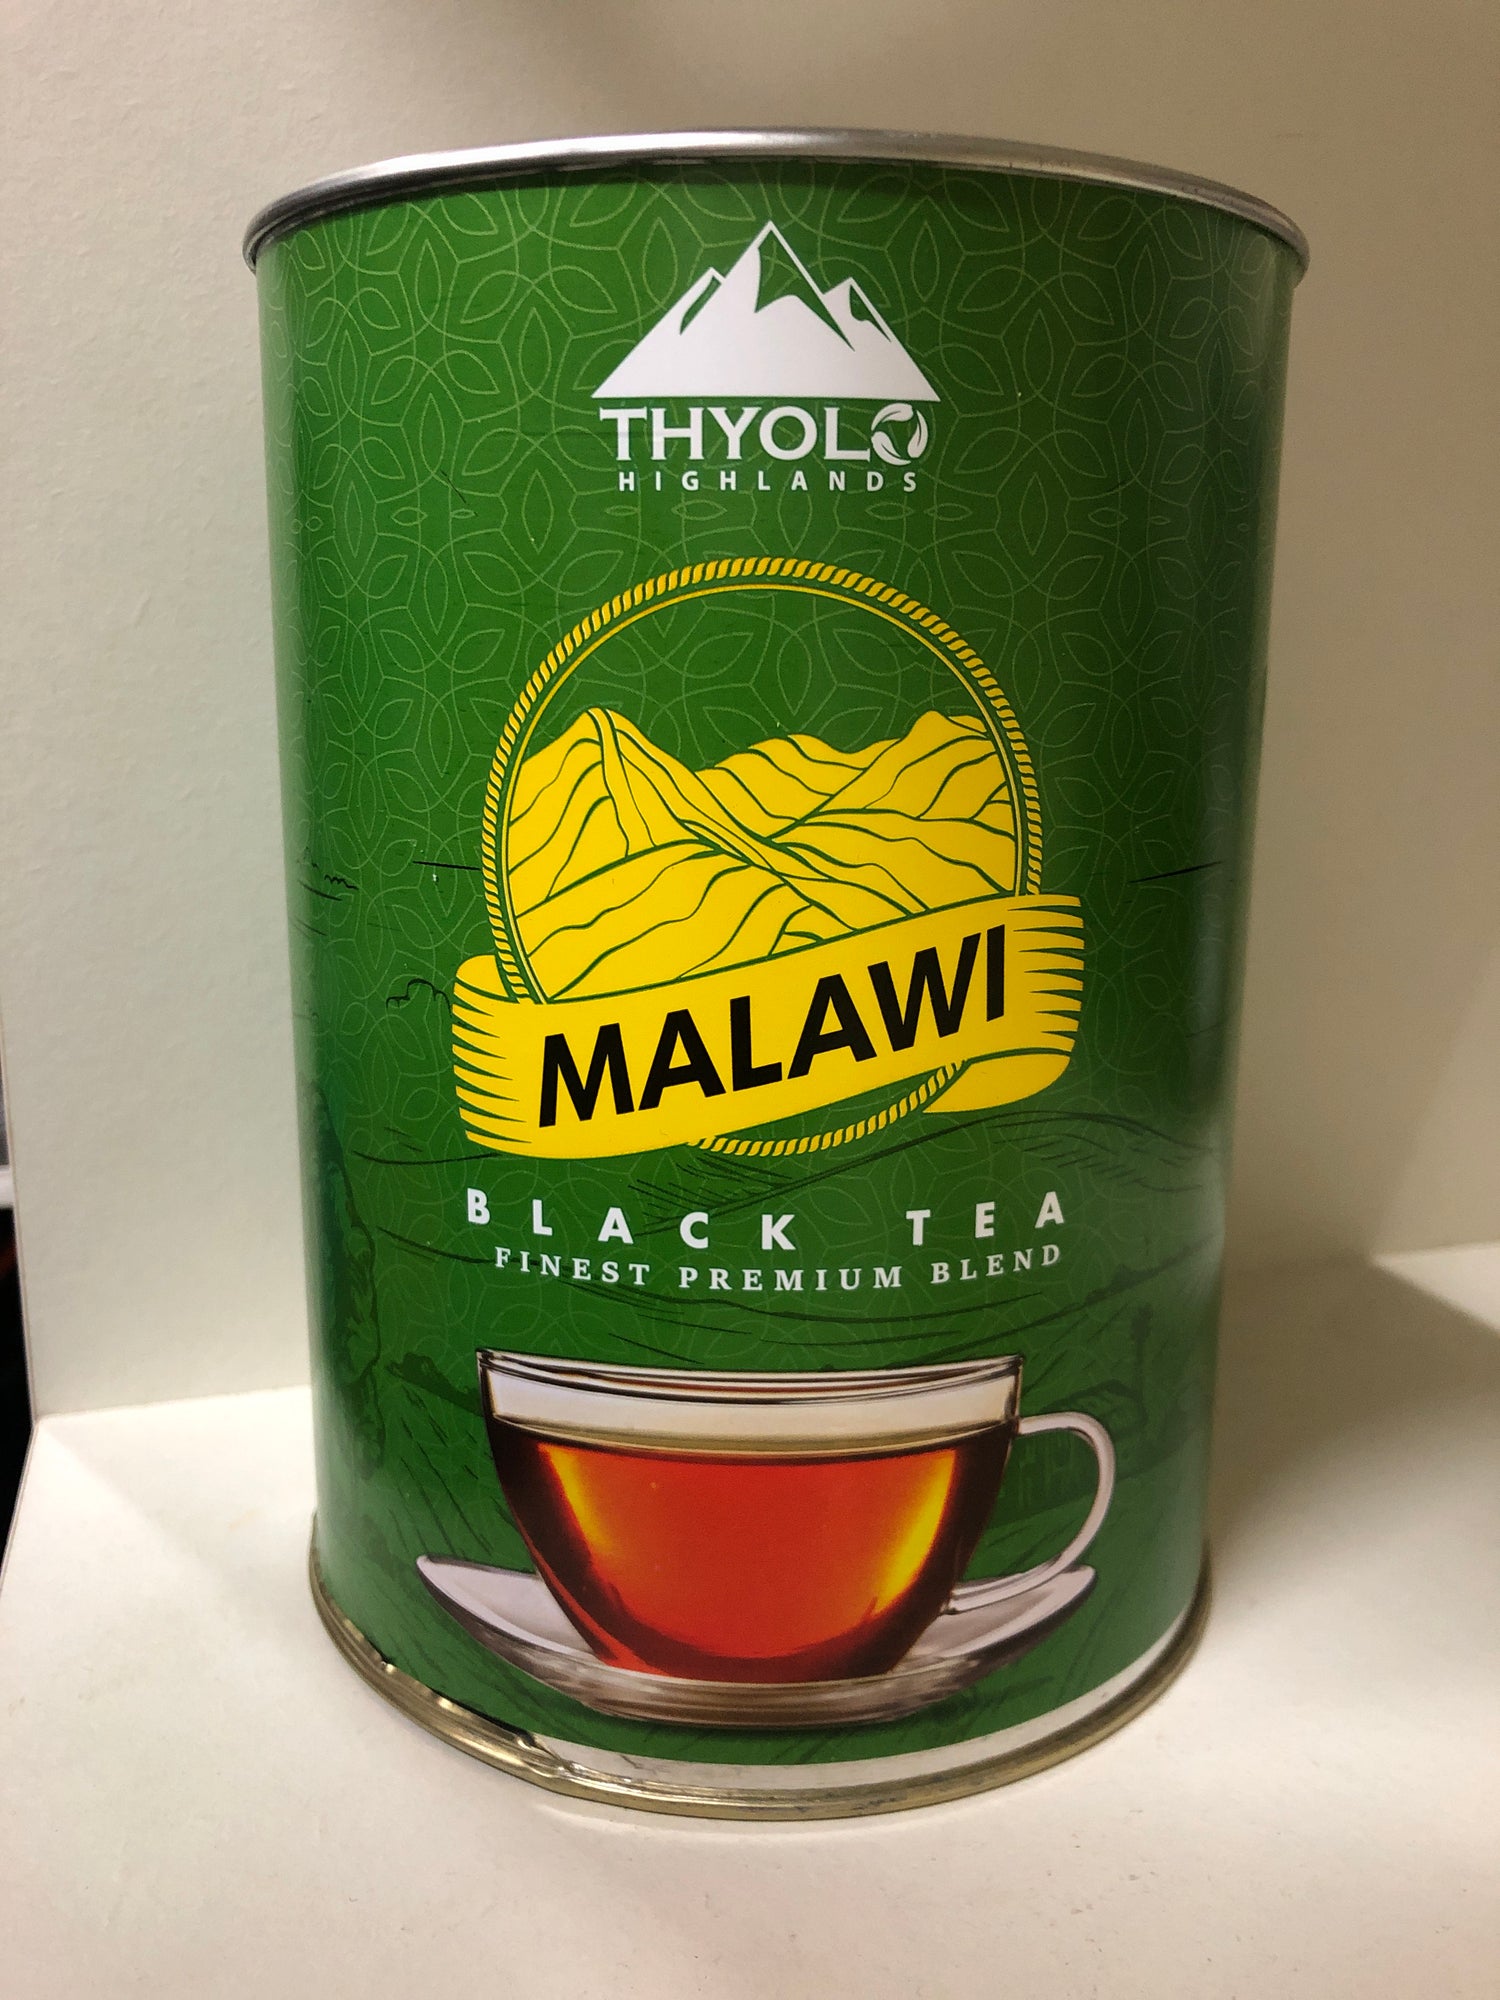 THYOLO
HIGHLANDS
MALAWI
BLACK TEA
FINEST PREMIUM BLEND